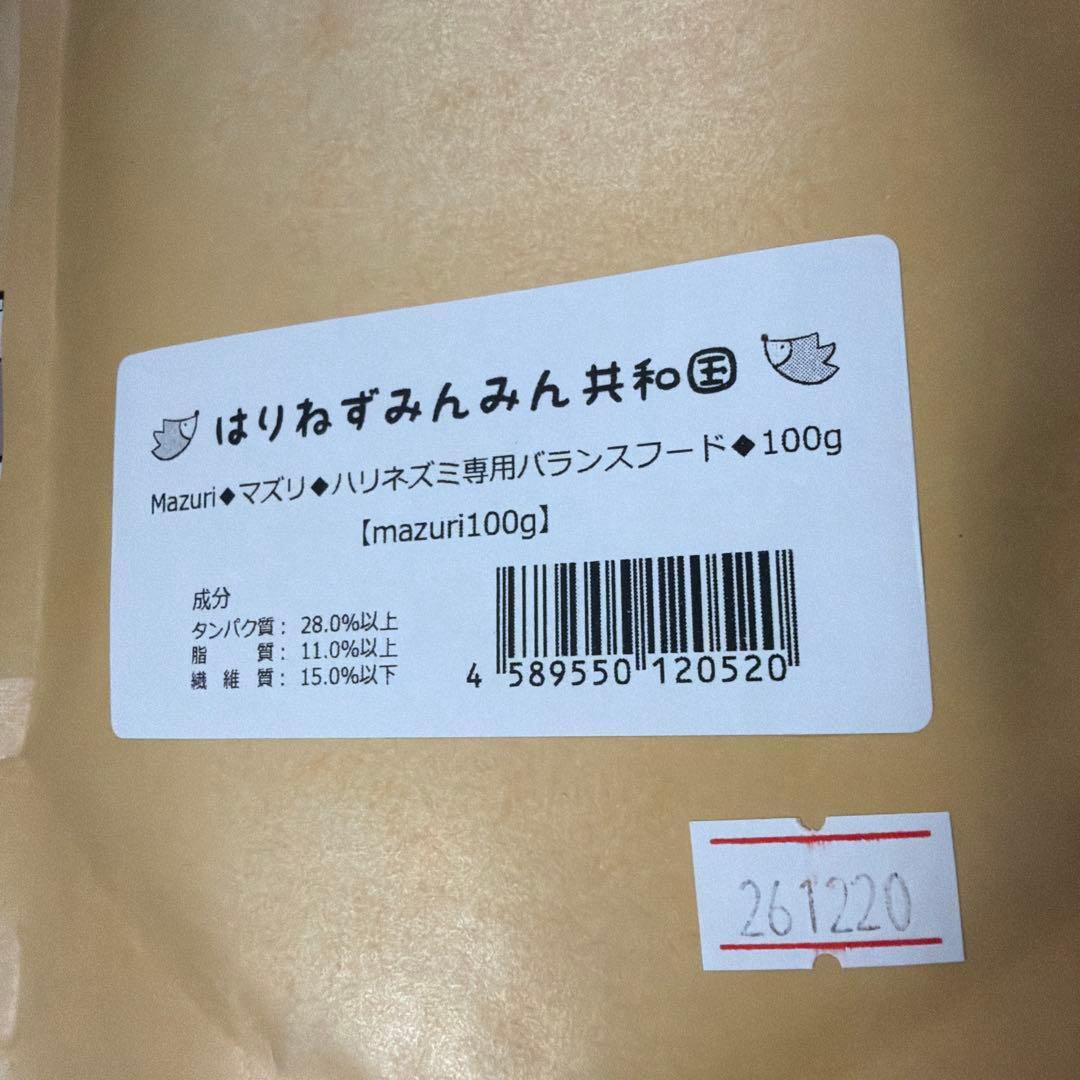 はりねずみんみん共和国
Mazuri◆マズリ◆ハリネズミ専用バランスフード◆100g
【mazuri100g】
成分
タンパク質： 28.0%以上
脂　　質： 11.0%以上
繊 維 質： 15.0%以下
4 589550 120520
261220